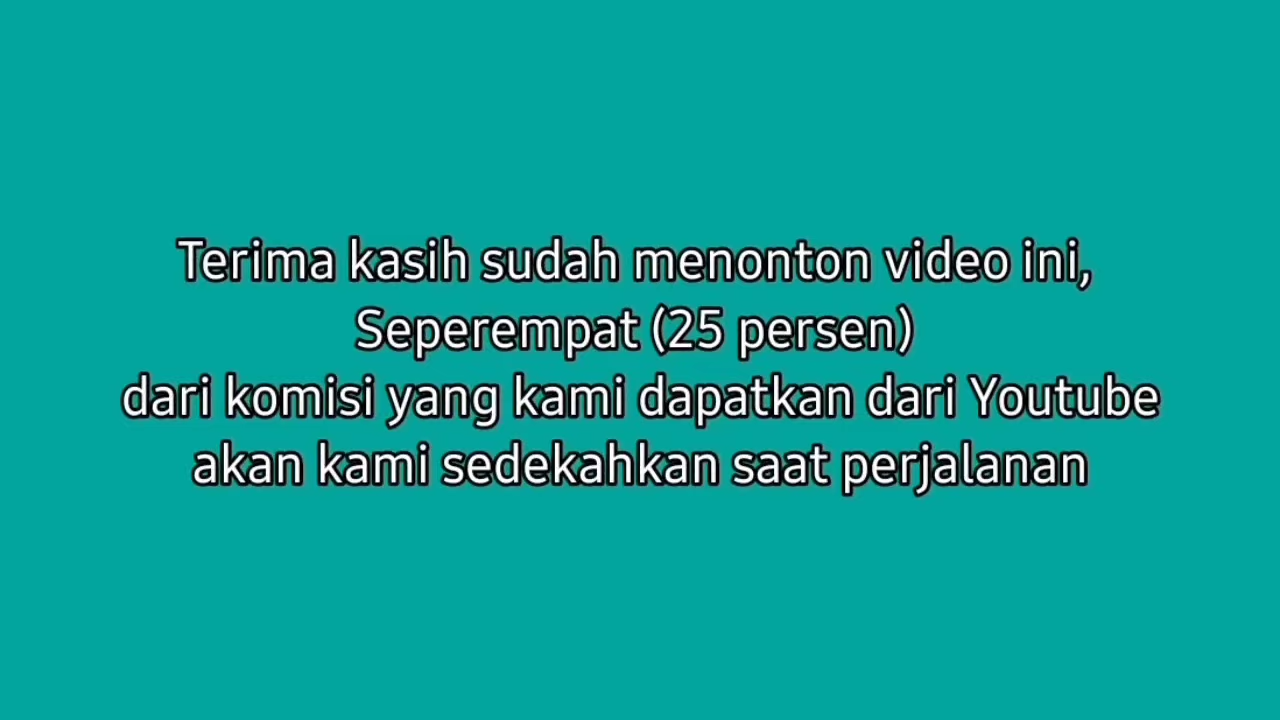 Terima kasih sudah menonton video ini,
Seperempat (25 persen)
dari komisi yang kami dapatkan dari Youtube
akan kami sedekahkan saat perjalanan